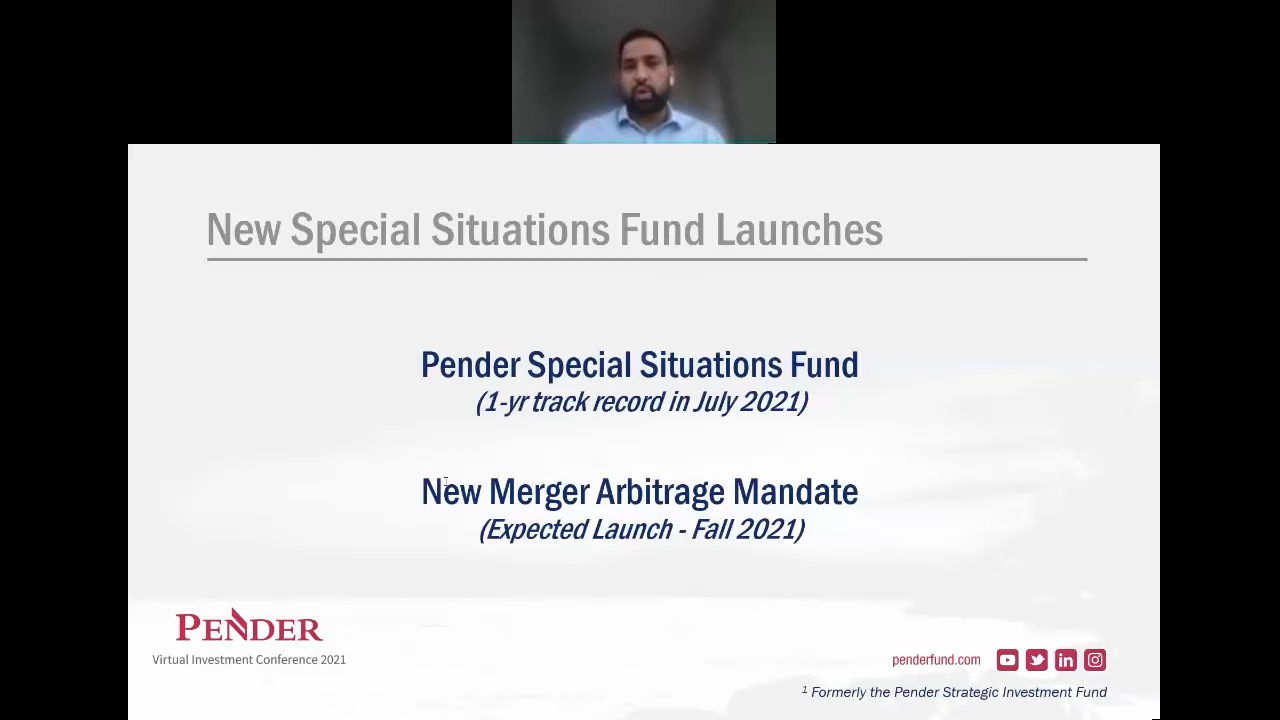 New Special Situations Fund Launches
Pender Special Situations Fund
(1-yr track record in July 2021)
New Merger Arbitrage Mandate
(Expected Launch - Fall 2021)
PENDER
Virtual Investment Conference 2021
penderfund.com
1 Formerly the Pender Strategic Investment Fund